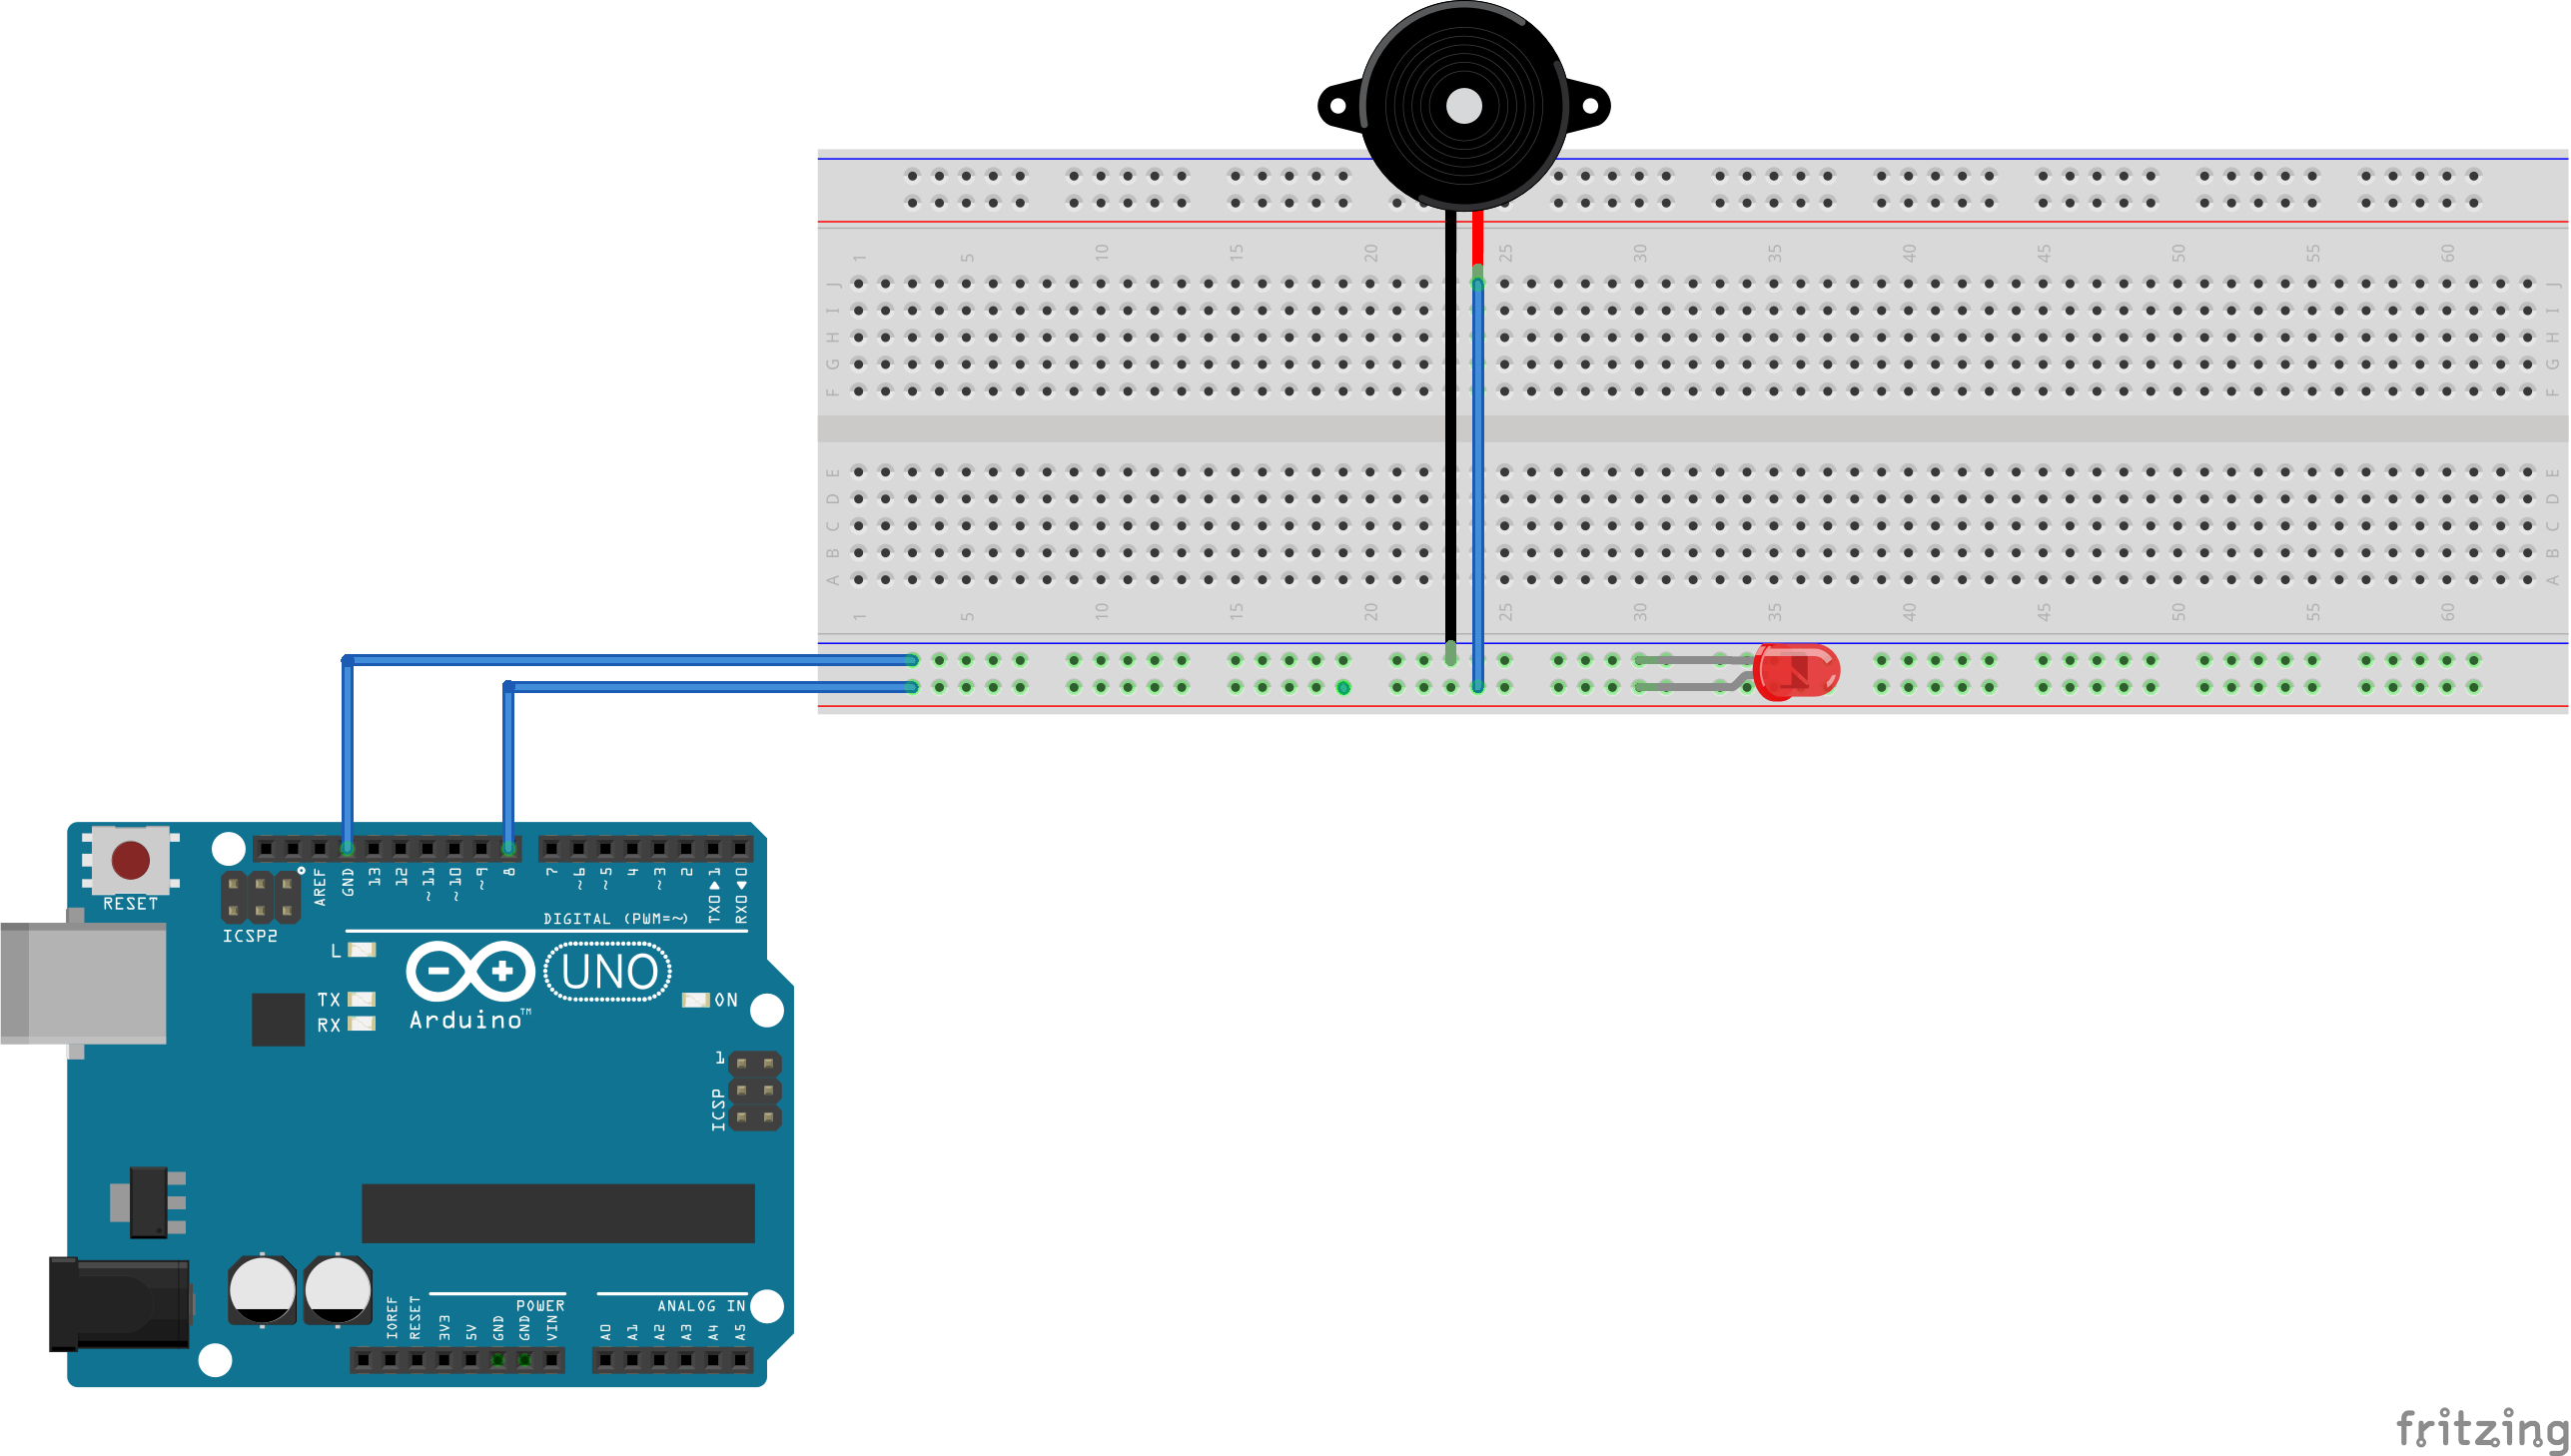 1 5 10 15 20 25 30 35 40 45 50 55 60
J J
I I
H H
G G
F F
E E
D D
C C
B B
A A
1 5 10 15 20 25 30 35 40 45 50 55 60
RESET
ICSP2
AREF
GND
13
12
~11
~10
~9
8
7
~6
~5
4
~3
2
TX0▶1
RX0◀0
DIGITAL (PWM=~)
L
TX
RX
UNO
Arduino™
ON
1
ICSP
IOREF
RESET
3V3
5V
GND
GND
VIN
POWER
ANALOG IN
A0
A1
A2
A3
A4
A5
fritzing